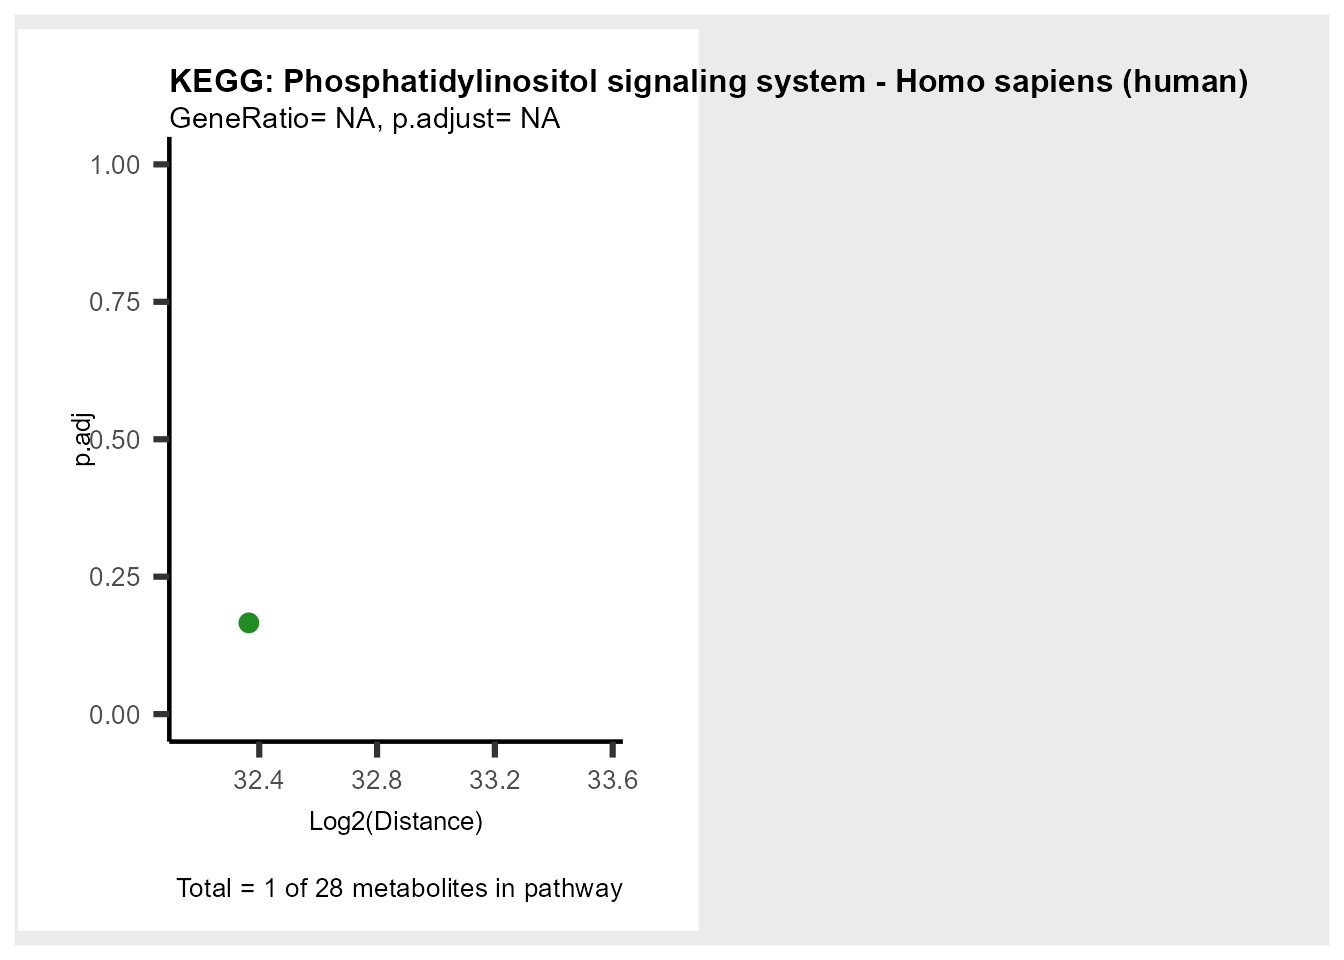 KEGG: Phosphatidylinositol signaling system - Homo sapiens (human)
GeneRatio= NA, p.adjust= NA
1.00
0.75
p.adj
0.50
0.25
0.00
32.4 32.8 33.2 33.6
Log2(Distance)
Total = 1 of 28 metabolites in pathway